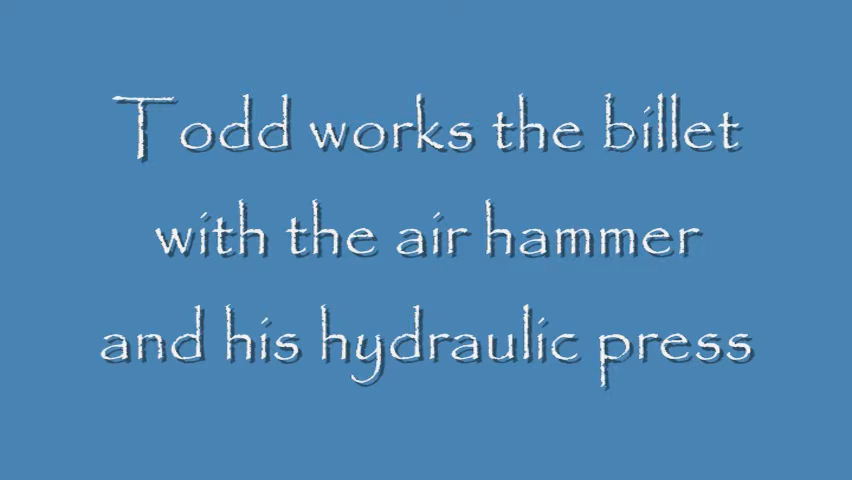 Todd works the billet
with the air hammer
and his hydraulic press